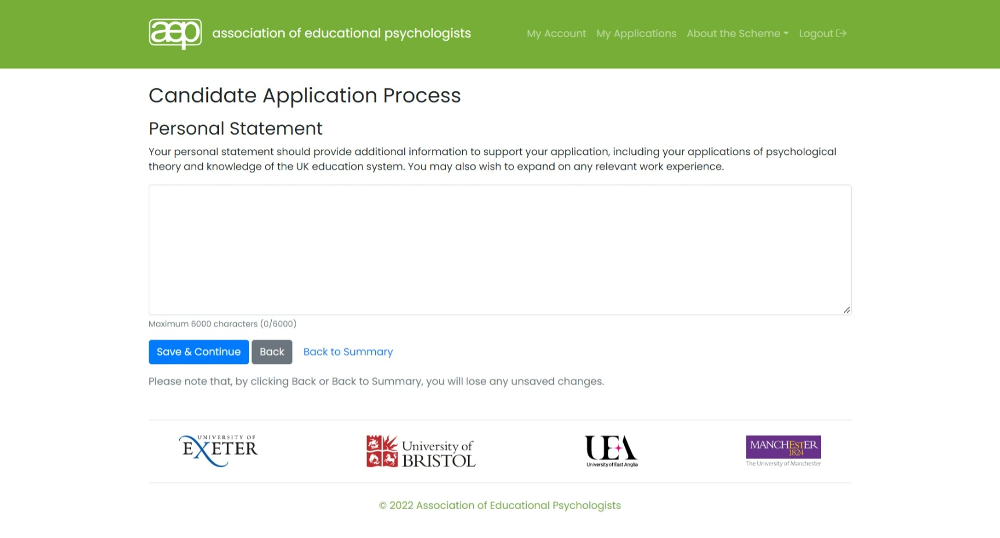 aep association of educational psychologists My Account My Applications About the Scheme Logout
Candidate Application Process
Personal Statement
Your personal statement should provide additional information to support your application, including your applications of psychological
theory and knowledge of the UK education system. You may also wish to expand on any relevant work experience.
Maximum 6000 characters (0/6000)
Save & Continue Back Back to Summary
Please note that, by clicking Back or Back to Summary, you will lose any unsaved changes.
UNIVERSITY OF
EXETER
University of
BRISTOL
UEA
University of East Anglia
MANCHESTER
1824
The University of Manchester
© 2022 Association of Educational Psychologists